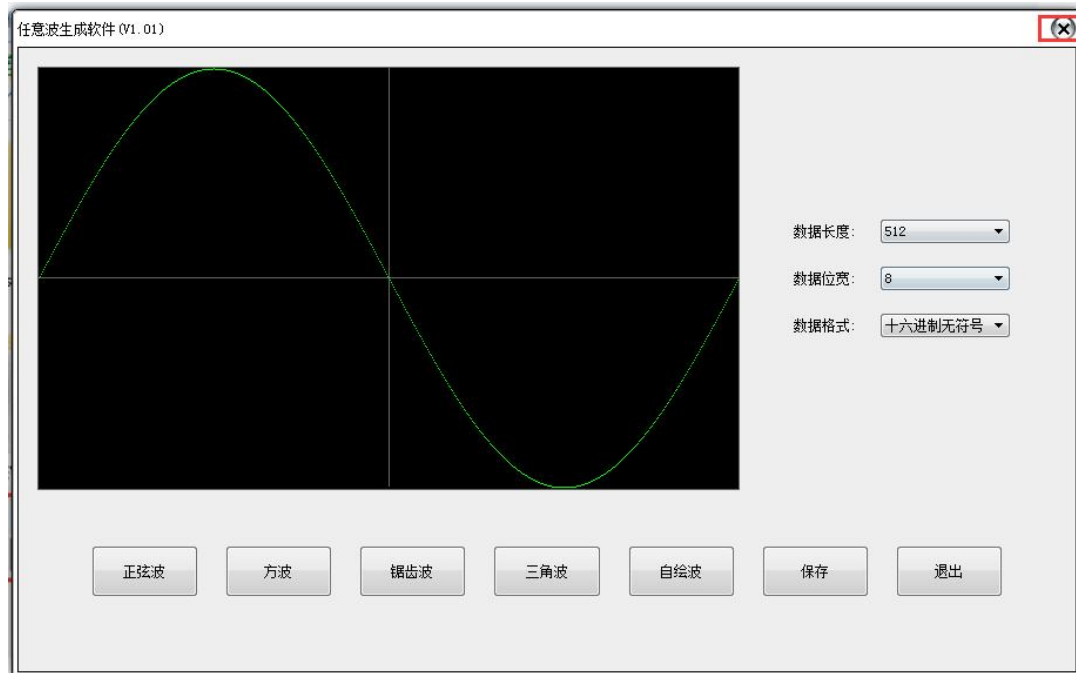 任意波生成软件(V1.01)
数据长度: 512
数据位宽: 8
数据格式: 十六进制无符号
正弦波 方波 锯齿波 三角波 自绘波 保存 退出